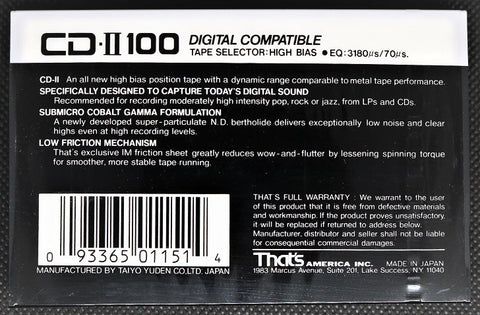 CD·II100 DIGITAL COMPATIBLE
TAPE SELECTOR:HIGH BIAS • EQ:3180µs/70µs.
CD-II An all new high bias position tape with a dynamic range comparable to metal tape performance.
SPECIFICALLY DESIGNED TO CAPTURE TODAY'S DIGITAL SOUND
Recommended for recording moderately high intensity pop, rock or jazz, from LPs and CDs.
SUBMICRO COBALT GAMMA FORMULATION
A newly developed super-particulate N.D. bertholide delivers exceptionally low noise and clear
highs even at high recording levels.
LOW FRICTION MECHANISM
That's exclusive IM friction sheet greatly reduces wow-and-flutter by lessening spinning torque
for smoother, more stable tape running.
THAT'S FULL WARRANTY : We warrant to the user
of this product that it is free from defective materials
and workmanship. If the product proves unsatisfactory,
it will be replaced if returned to address below.
Manufacturer, distributor or seller shall not be liable
for consequential commercial damages.
0 93365 01151 4
MANUFACTURED BY TAIYO YUDEN CO.,LTD. JAPAN
That's AMERICA INC. MADE IN JAPAN
1983 Marcus Avenue, Suite 201, Lake Success, NY 11040